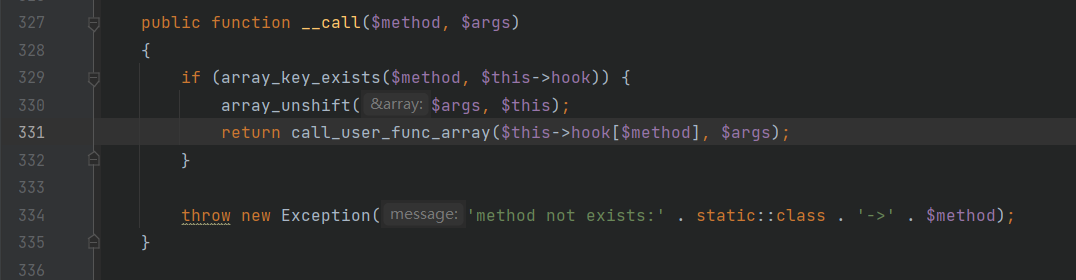 327 public function __call($method, $args)
328 {
329 if (array_key_exists($method, $this->hook)) {
330 array_unshift( &array: $args, $this);
331 return call_user_func_array($this->hook[$method], $args);
332 }
333
334 throw new Exception( message: 'method not exists:' . static::class . '->' . $method);
335 }
336